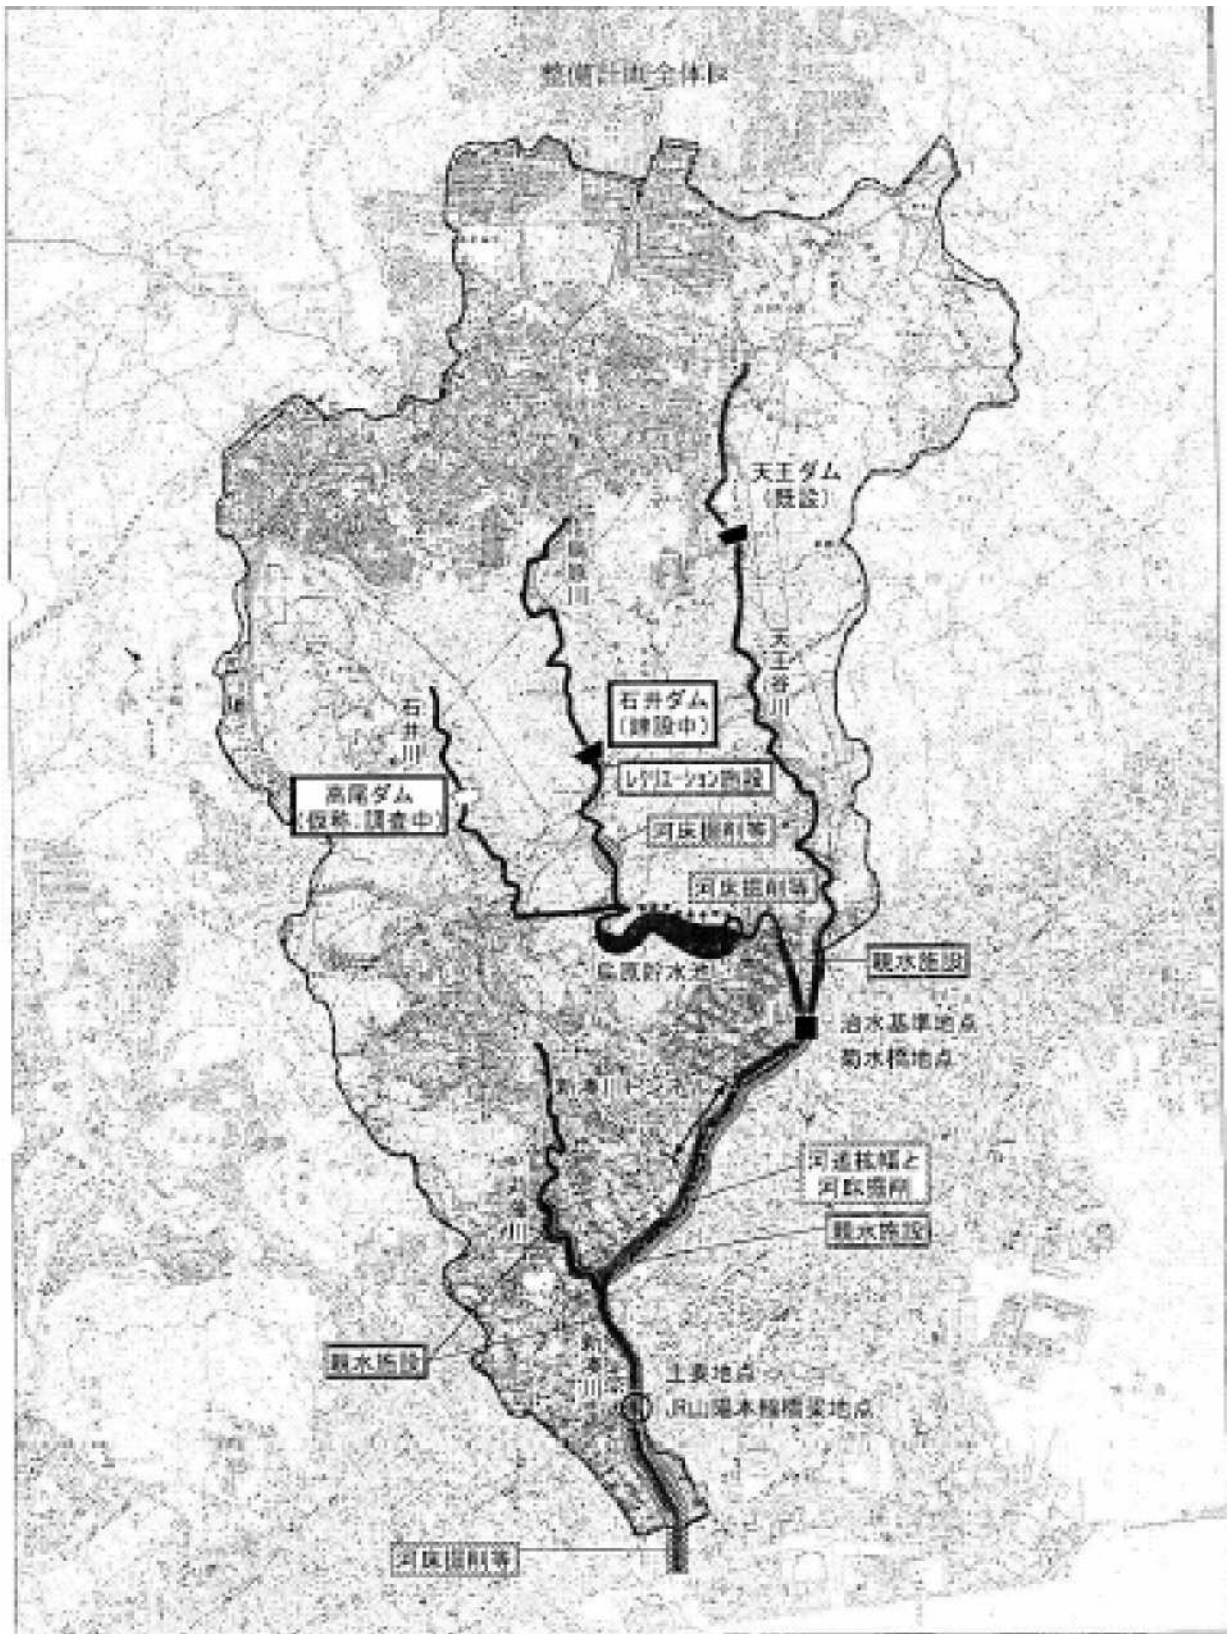 整備計画全体図
天王ダム
(既設)
天王谷川
石井川
石井ダム
(建設中)
レクリエーション施設
高尾ダム
(仮称、調査中)
河床掘削等
河床掘削等
烏原貯水池
親水施設
治水基準地点
菊水橋地点
新湊川トンネル
河道拡幅と
河床掘削
親水施設
親水施設
新湊川
主要地点
JR山陽本線橋梁地点
河床掘削等